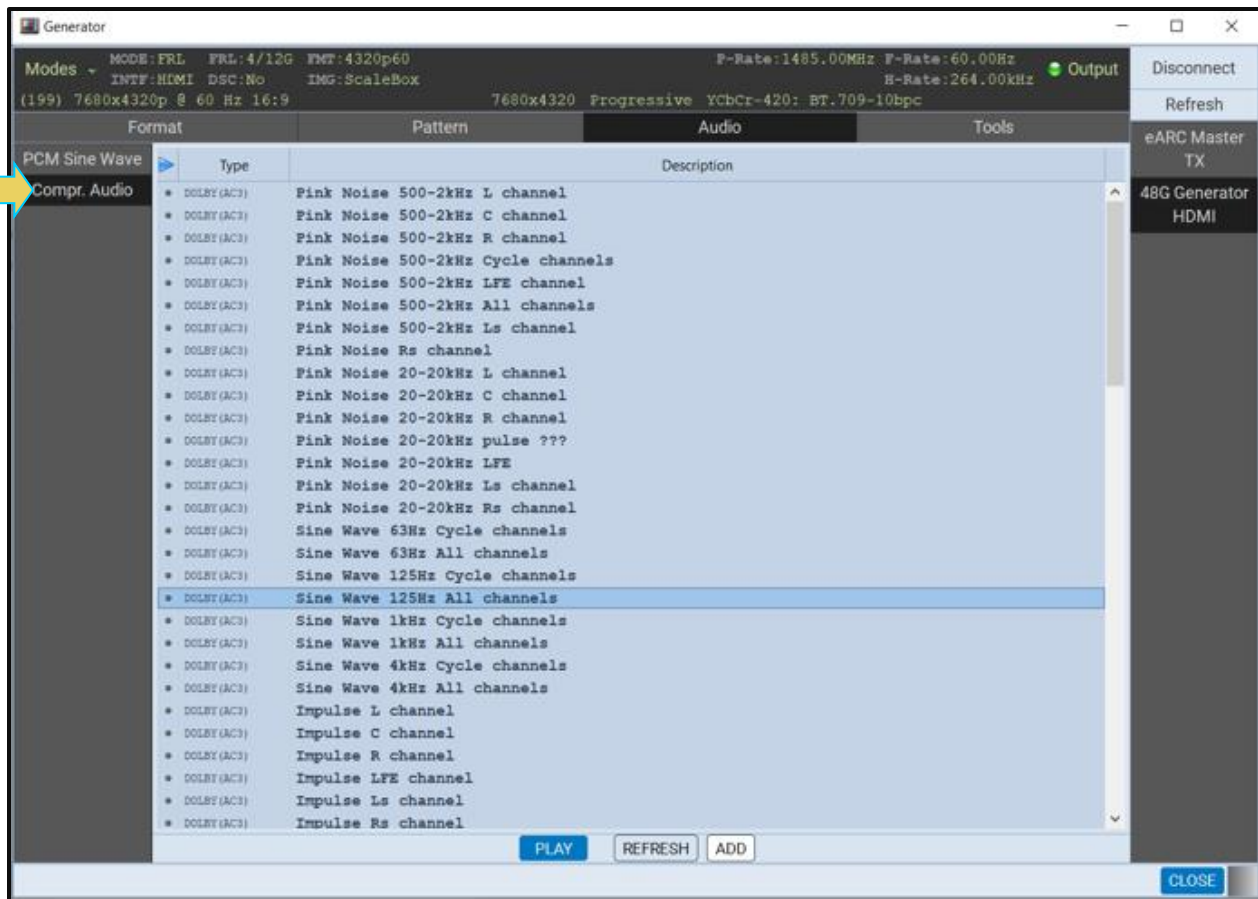 Generator
Modes MODE:FRL FRL:4/12G FMT:4320p60 P-Rate:1485.00MHz F-Rate:60.00Hz Output
INTF:HDMI DSC:No IMG:ScaleBox H-Rate:264.00kHz
(199) 7680x4320p @ 60 Hz 16:9 7680x4320 Progressive YCbCr-420: BT.709-10bpc
Disconnect
Refresh
Format Pattern Audio Tools
eARC Master
TX
48G Generator
HDMI
PCM Sine Wave
Compr. Audio
Type Description
DOLBY(AC3) Pink Noise 500-2kHz L channel
DOLBY(AC3) Pink Noise 500-2kHz C channel
DOLBY(AC3) Pink Noise 500-2kHz R channel
DOLBY(AC3) Pink Noise 500-2kHz Cycle channels
DOLBY(AC3) Pink Noise 500-2kHz LFE channel
DOLBY(AC3) Pink Noise 500-2kHz All channels
DOLBY(AC3) Pink Noise 500-2kHz Ls channel
DOLBY(AC3) Pink Noise Rs channel
DOLBY(AC3) Pink Noise 20-20kHz L channel
DOLBY(AC3) Pink Noise 20-20kHz C channel
DOLBY(AC3) Pink Noise 20-20kHz R channel
DOLBY(AC3) Pink Noise 20-20kHz pulse ???
DOLBY(AC3) Pink Noise 20-20kHz LFE
DOLBY(AC3) Pink Noise 20-20kHz Ls channel
DOLBY(AC3) Pink Noise 20-20kHz Rs channel
DOLBY(AC3) Sine Wave 63Hz Cycle channels
DOLBY(AC3) Sine Wave 63Hz All channels
DOLBY(AC3) Sine Wave 125Hz Cycle channels
DOLBY(AC3) Sine Wave 125Hz All channels
DOLBY(AC3) Sine Wave 1kHz Cycle channels
DOLBY(AC3) Sine Wave 1kHz All channels
DOLBY(AC3) Sine Wave 4kHz Cycle channels
DOLBY(AC3) Sine Wave 4kHz All channels
DOLBY(AC3) Impulse L channel
DOLBY(AC3) Impulse C channel
DOLBY(AC3) Impulse R channel
DOLBY(AC3) Impulse LFE channel
DOLBY(AC3) Impulse Ls channel
DOLBY(AC3) Impulse Rs channel
PLAY REFRESH ADD
CLOSE